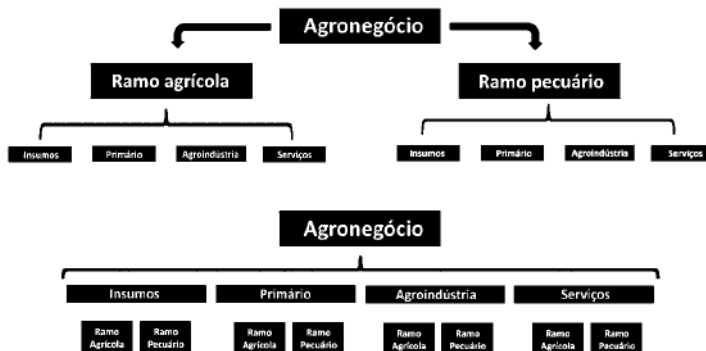 Agronegócio
Ramo agrícola
Ramo pecuário
Insumos Primário Agroindústria Serviços
Insumos Primário Agroindústria Serviços
Agronegócio
Insumos Primário Agroindústria Serviços
Ramo Agrícola
Ramo Pecuário
Ramo Agrícola
Ramo Pecuário
Ramo Agrícola
Ramo Pecuário
Ramo Agrícola
Ramo Pecuário